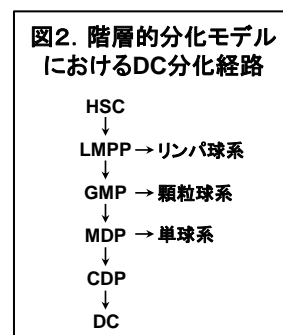 図2. 階層的分化モデル
におけるDC分化経路
HSC
↓
LMPP → リンパ球系
↓
GMP → 顆粒球系
↓
MDP → 単球系
↓
CDP
↓
DC